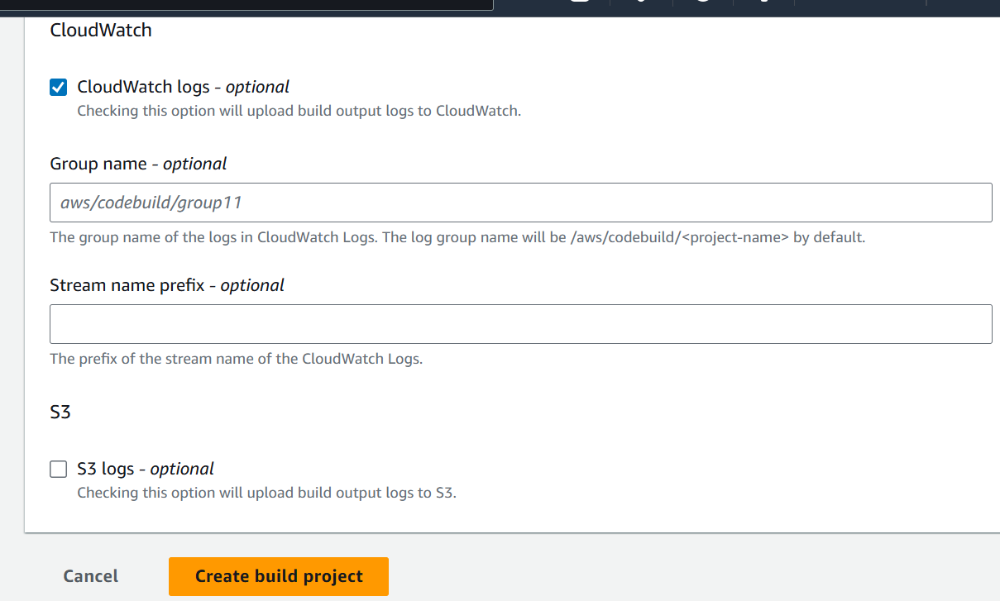 CloudWatch
CloudWatch logs - optional
Checking this option will upload build output logs to CloudWatch.
Group name - optional
aws/codebuild/group11
The group name of the logs in CloudWatch Logs. The log group name will be /aws/codebuild/<project-name> by default.
Stream name prefix - optional
The prefix of the stream name of the CloudWatch Logs.
S3
S3 logs - optional
Checking this option will upload build output logs to S3.
Cancel
Create build project